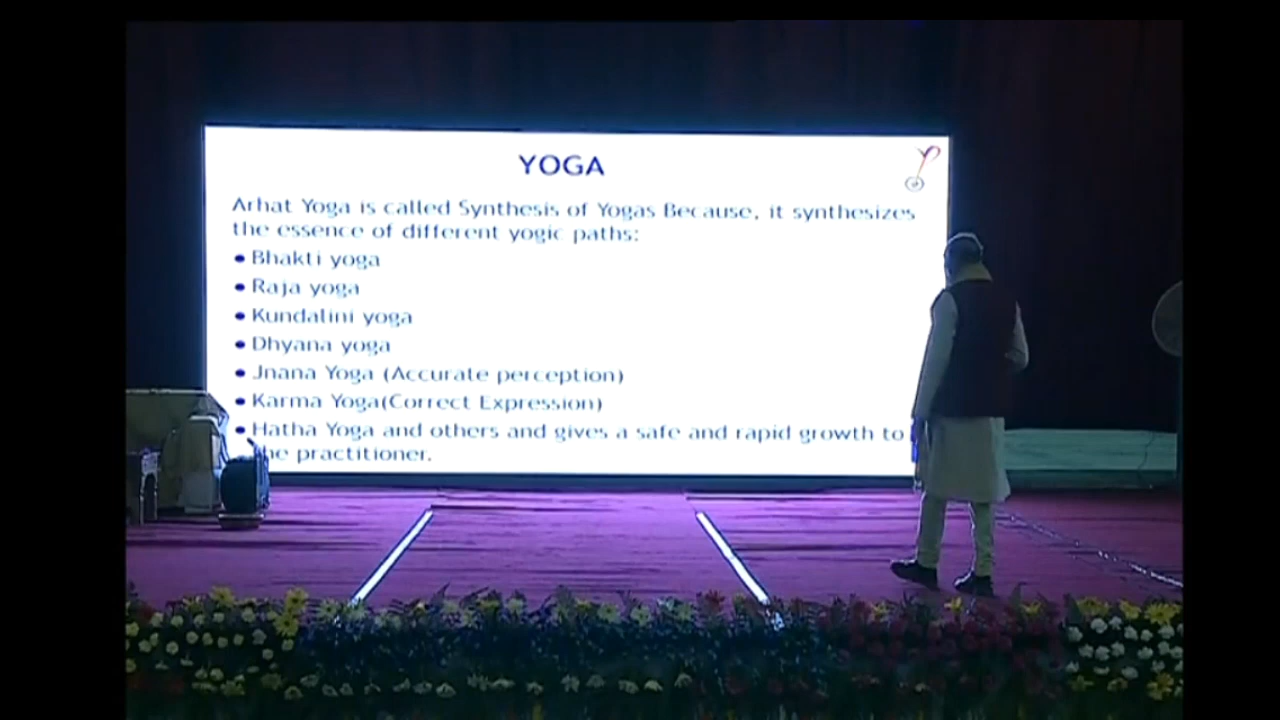 YOGA
Arhat Yoga is called Synthesis of Yogas Because, it synthesizes
the essence of different yogic paths:
• Bhakti yoga
• Raja yoga
• Kundalini yoga
• Dhyana yoga
• Jnana Yoga (Accurate perception)
• Karma Yoga(Correct Expression)
• Hatha Yoga and others and gives a safe and rapid growth to
the practitioner.